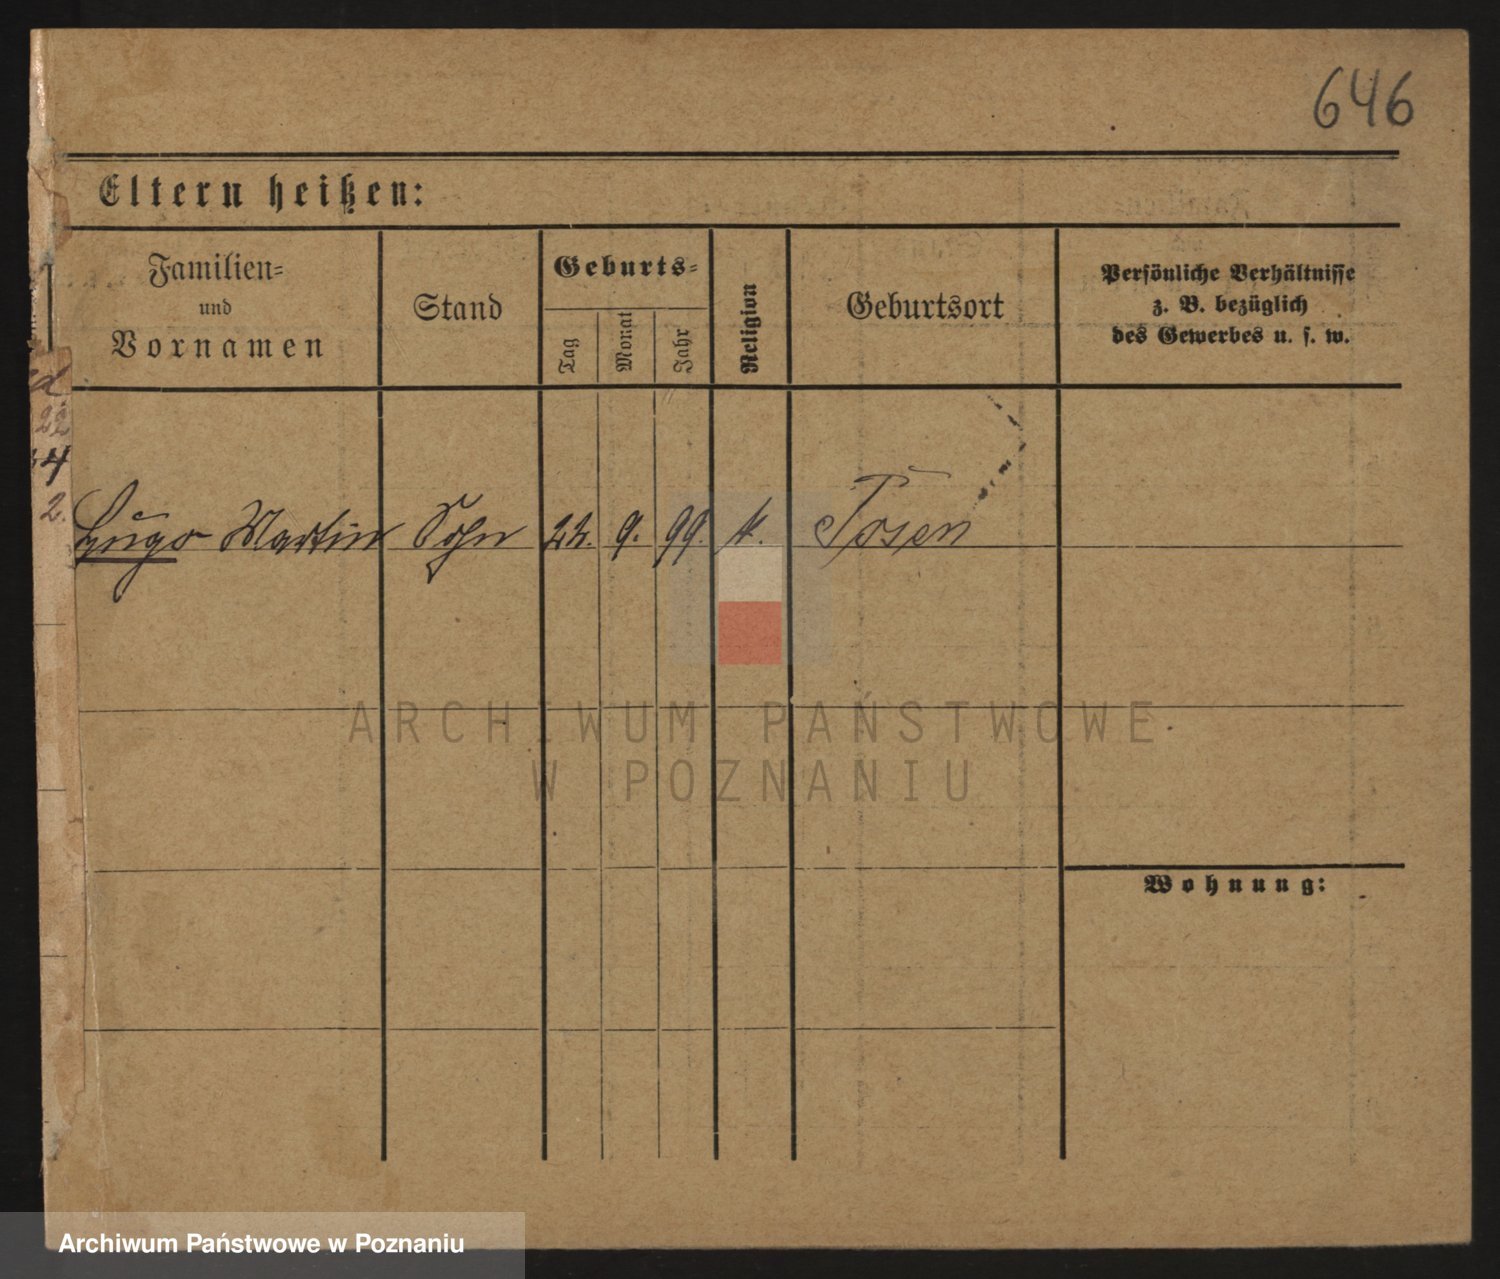 646
Eltern heißen:
Familien=
und
Vornamen
Stand
Geburts=
Tag
Monat
Jahr
Religion
Geburtsort
Persönliche Verhältnisse
z. B. bezüglich
des Gewerbes u. s. w.
22
4
2.
Hugo Martin Sohn 9. 99. k. Posen
ARCHIWUM PAŃSTWOWE
W POZNANIU
Wohnung:
Archiwum Państwowe w Poznaniu